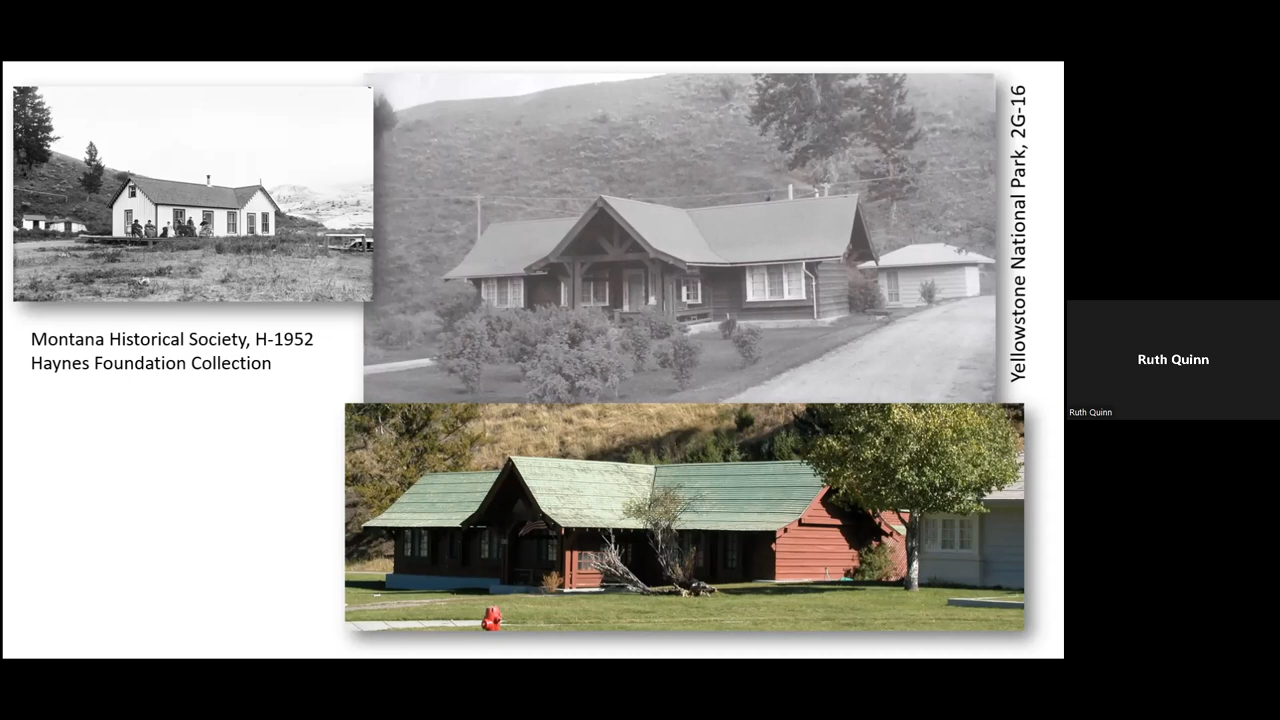 Montana Historical Society, H-1952
Haynes Foundation Collection
Yellowstone National Park, 2G-16
Ruth Quinn
Ruth Quinn